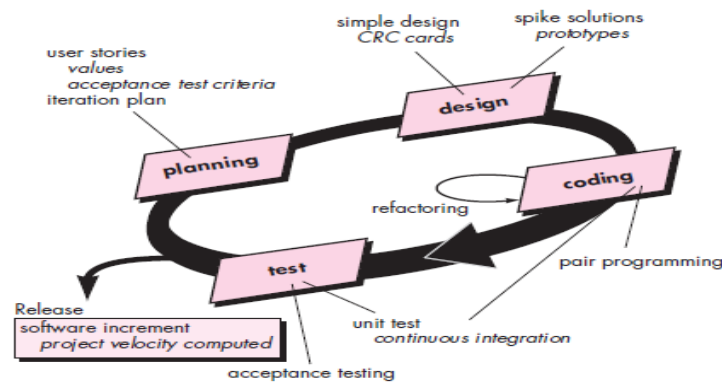 simple design
CRC cards
spike solutions
prototypes
user stories
values
acceptance test criteria
iteration plan
design
planning
coding
refactoring
test
pair programming
Release
software increment
project velocity computed
unit test
continuous integration
acceptance testing